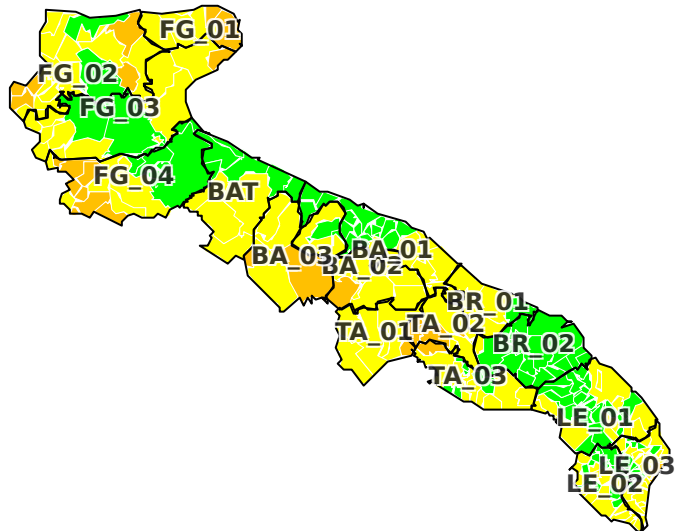 FG_01
FG_02
FG_03
FG_04
BAT
BA_01
BA_03
BA_02
BR_01
TA_02
TA_01
BR_02
TA_03
LE_01
LE_03
LE_02